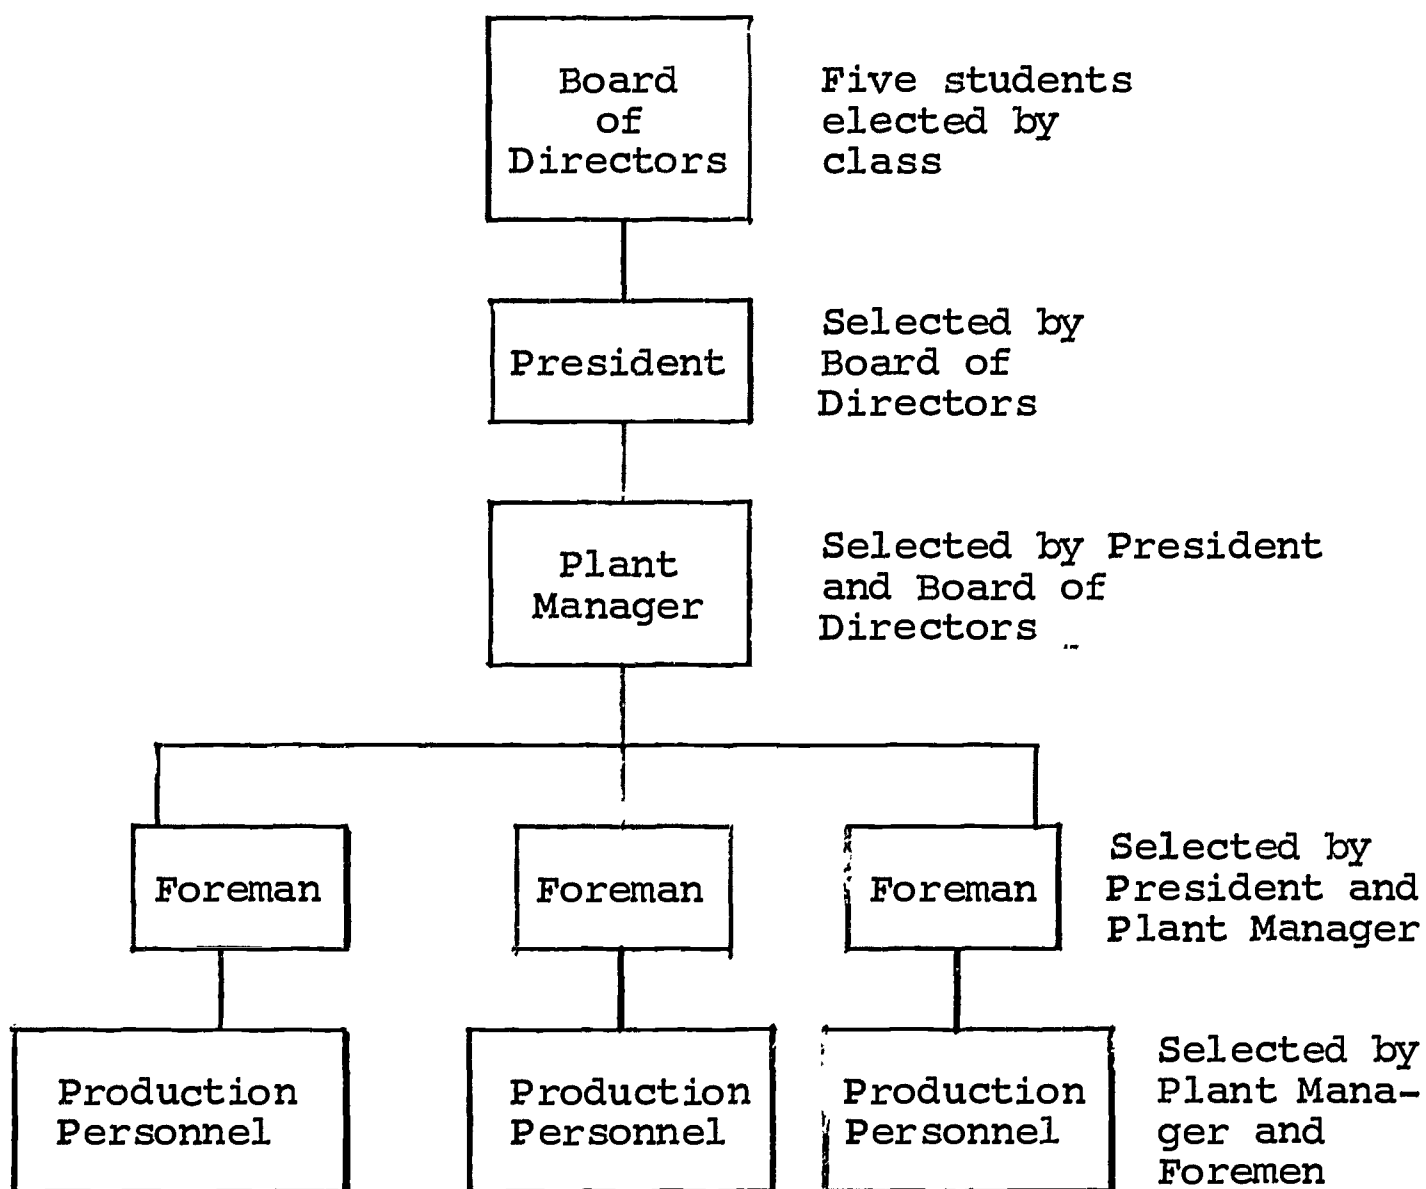 Board
of
Directors
Five students
elected by
class
President
Selected by
Board of
Directors
Plant
Manager
Selected by President
and Board of
Directors
Foreman
Foreman
Foreman
Selected by
President and
Plant Manager
Production
Personnel
Production
Personnel
Production
Personnel
Selected by
Plant Mana-
ger and
Foremen